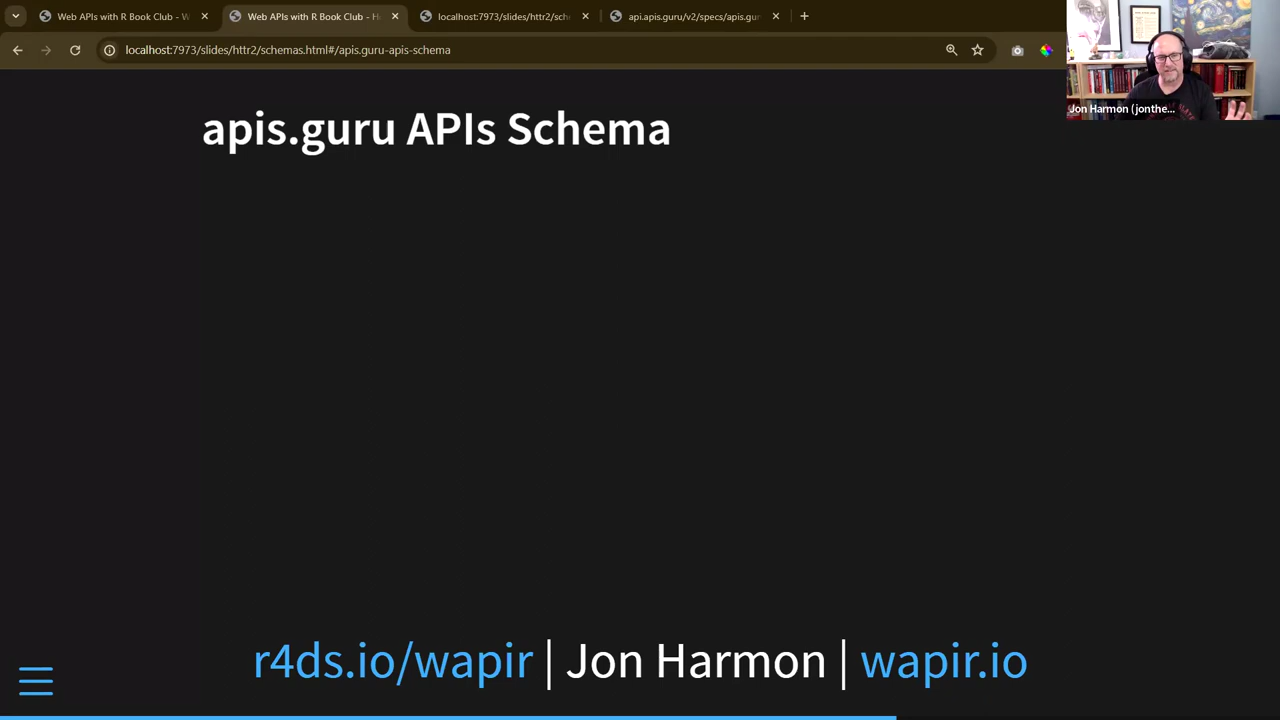 Web APIs with R Book Club - W
Web APIs with R Book Club - H
localhost:7973/slides/httr2/sch
api.apis.guru/v2/specs/apis.gur
localhost:7973/slides/httr2/schemas.html#/apis.guru-apis-schema
Jon Harmon (jonthe...
apis.guru APIs Schema
r4ds.io/wapir | Jon Harmon | wapir.io